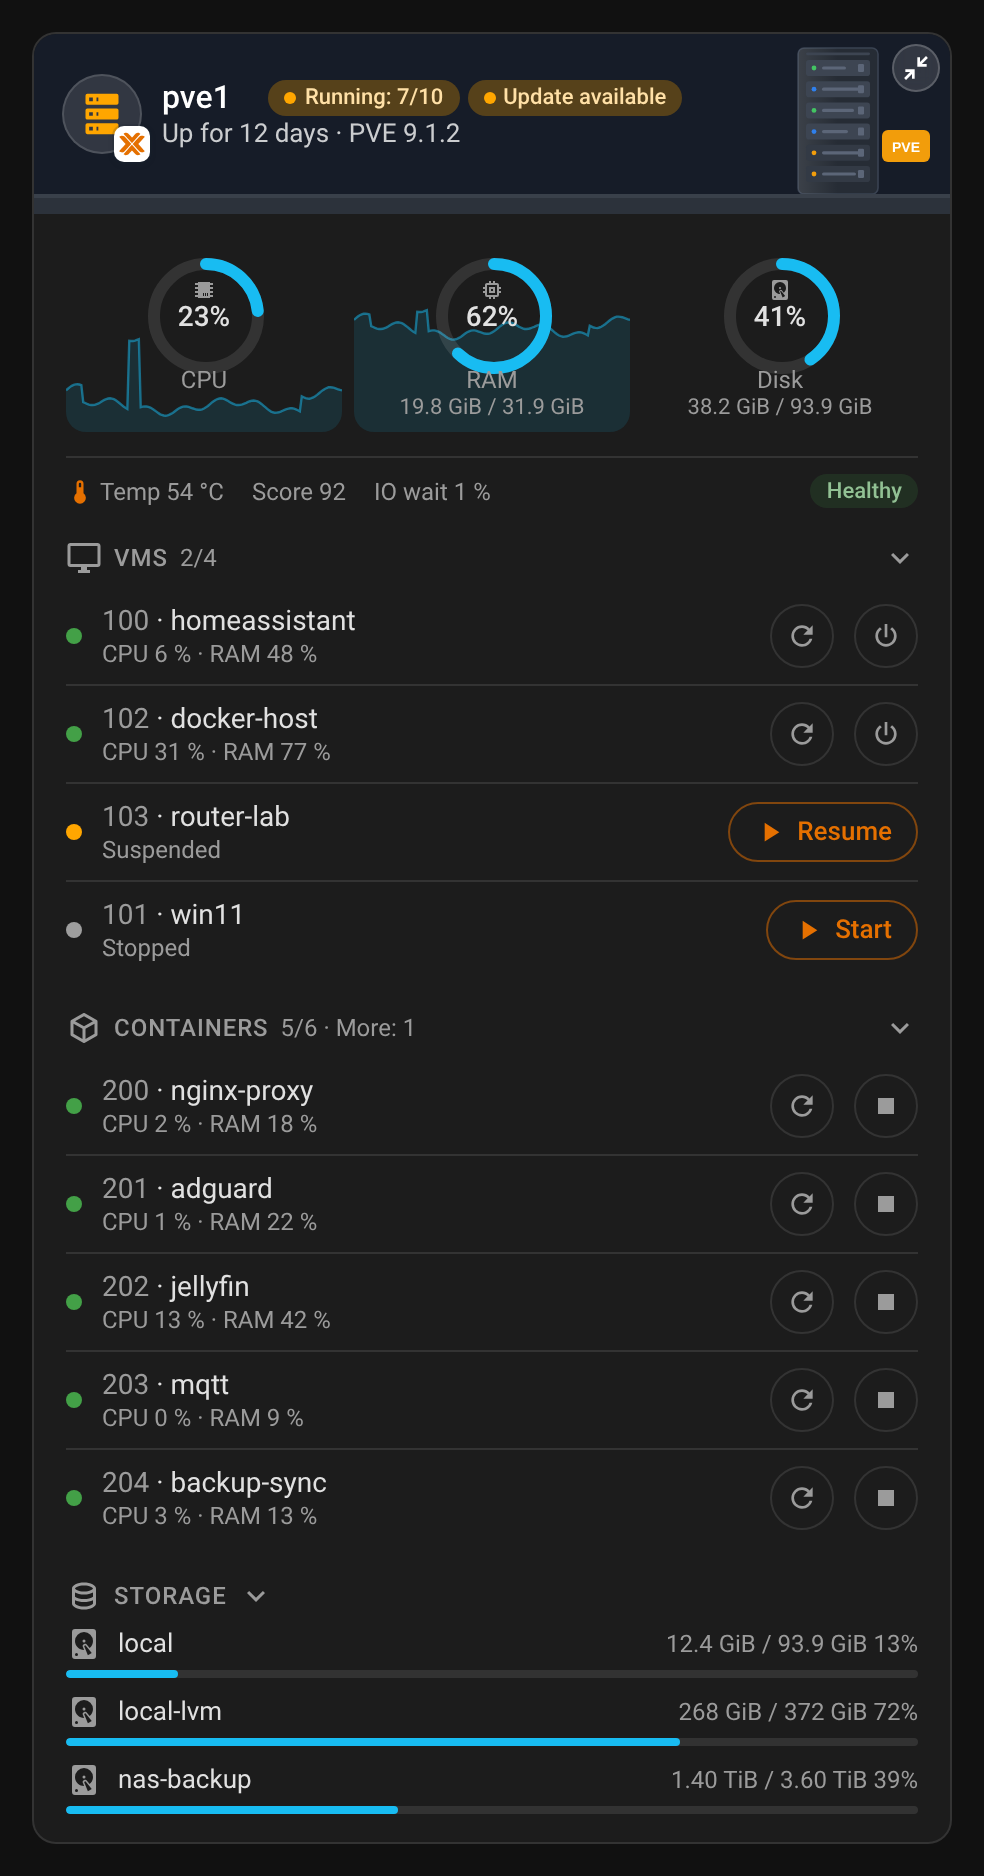 pve1 Running: 7/10 Update available
Up for 12 days · PVE 9.1.2
PVE
23% 62% 41%
CPU RAM Disk
19.8 GiB / 31.9 GiB 38.2 GiB / 93.9 GiB
Temp 54 °C Score 92 IO wait 1 % Healthy
VMS 2/4
100 · homeassistant
CPU 6 % · RAM 48 %
102 · docker-host
CPU 31 % · RAM 77 %
103 · router-lab
Suspended
Resume
101 · win11
Stopped
Start
CONTAINERS 5/6 · More: 1
200 · nginx-proxy
CPU 2 % · RAM 18 %
201 · adguard
CPU 1 % · RAM 22 %
202 · jellyfin
CPU 13 % · RAM 42 %
203 · mqtt
CPU 0 % · RAM 9 %
204 · backup-sync
CPU 3 % · RAM 13 %
STORAGE
local 12.4 GiB / 93.9 GiB 13%
local-lvm 268 GiB / 372 GiB 72%
nas-backup 1.40 TiB / 3.60 TiB 39%